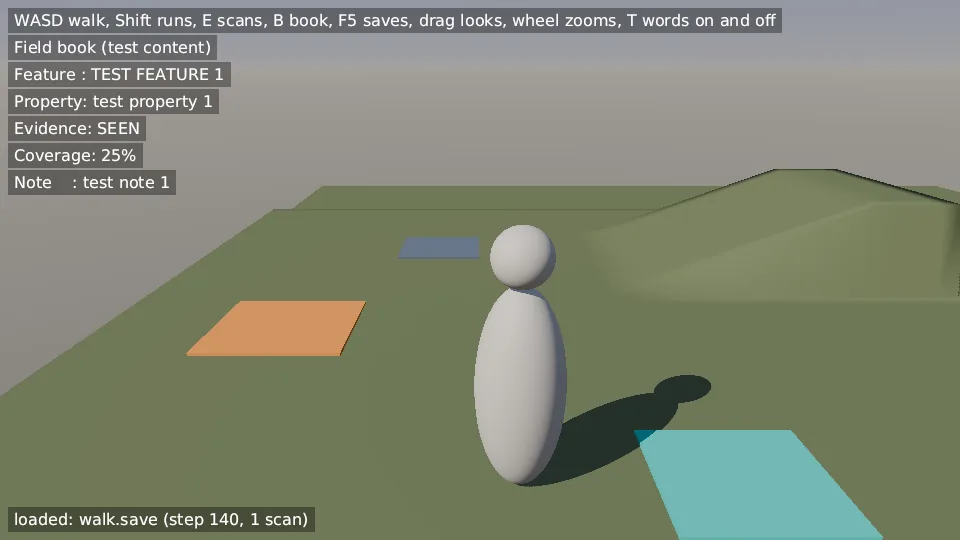 WASD walk, Shift runs, E scans, B book, F5 saves, drag looks, wheel zooms, T words on and off
Field book (test content)
Feature : TEST FEATURE 1
Property: test property 1
Evidence: SEEN
Coverage: 25%
Note    : test note 1
loaded: walk.save (step 140, 1 scan)